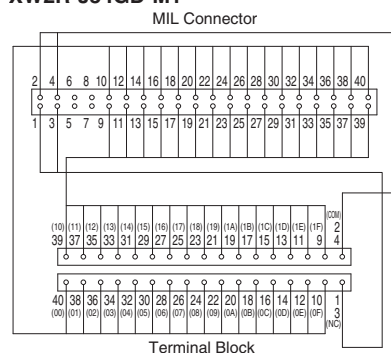 MIL Connector
2 4 6 8 10 12 14 16 18 20 22 24 26 28 30 32 34 36 38 40
1 3 5 7 9 11 13 15 17 19 21 23 25 27 29 31 33 35 37 39
(COM)
(10) (11) (12) (13) (14) (15) (16) (17) (18) (19) (1A) (1B) (1C) (1D) (1E) (1F) 2
39 37 35 33 31 29 27 25 23 21 19 17 15 13 11 9 4
40 38 36 34 32 30 28 26 24 22 20 18 16 14 12 10 1
(00) (01) (02) (03) (04) (05) (06) (07) (08) (09) (0A) (0B) (0C) (0D) (0E) (0F) 3
(NC)
Terminal Block